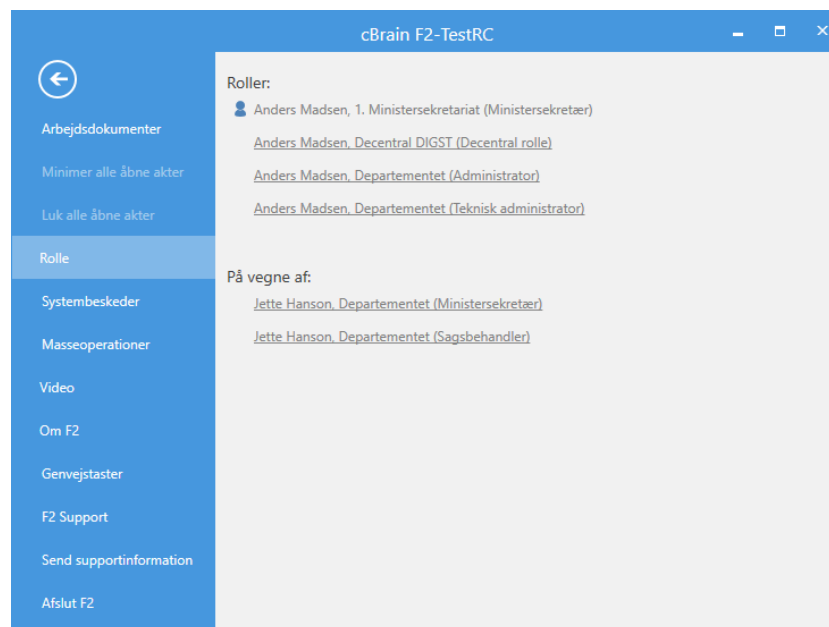 cBrain F2-TestRC
Arbejdsdokumenter
Minimer alle åbne akter
Luk alle åbne akter
Rolle
Systembeskeder
Masseoperationer
Video
Om F2
Genvejstaster
F2 Support
Send supportinformation
Afslut F2
Roller:
Anders Madsen, 1. Ministersekretariat (Ministersekretær)
Anders Madsen, Decentral DIGST (Decentral rolle)
Anders Madsen, Departementet (Administrator)
Anders Madsen, Departementet (Teknisk administrator)
På vegne af:
Jette Hanson, Departementet (Ministersekretær)
Jette Hanson, Departementet (Sagsbehandler)